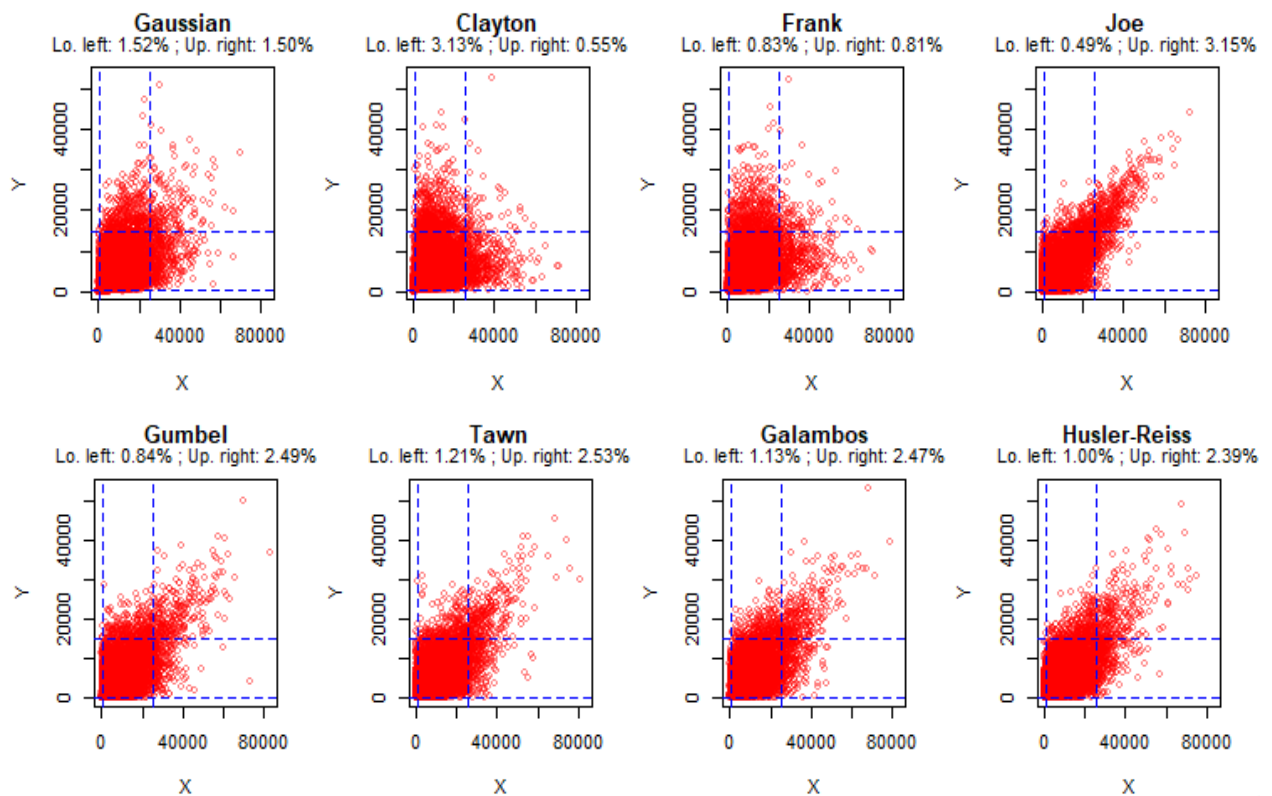 Gaussian
Lo. left: 1.52% ; Up. right: 1.50%
Y
0 20000 40000
0 40000 80000
X
Clayton
Lo. left: 3.13% ; Up. right: 0.55%
Y
0 20000 40000
0 40000 80000
X
Frank
Lo. left: 0.83% ; Up. right: 0.81%
Y
0 20000 40000
0 40000 80000
X
Joe
Lo. left: 0.49% ; Up. right: 3.15%
Y
0 20000 40000
0 40000 80000
X
Gumbel
Lo. left: 0.84% ; Up. right: 2.49%
Y
0 20000 40000
0 40000 80000
X
Tawn
Lo. left: 1.21% ; Up. right: 2.53%
Y
0 20000 40000
0 40000 80000
X
Galambos
Lo. left: 1.13% ; Up. right: 2.47%
Y
0 20000 40000
0 40000 80000
X
Husler-Reiss
Lo. left: 1.00% ; Up. right: 2.39%
Y
0 20000 40000
0 40000 80000
X